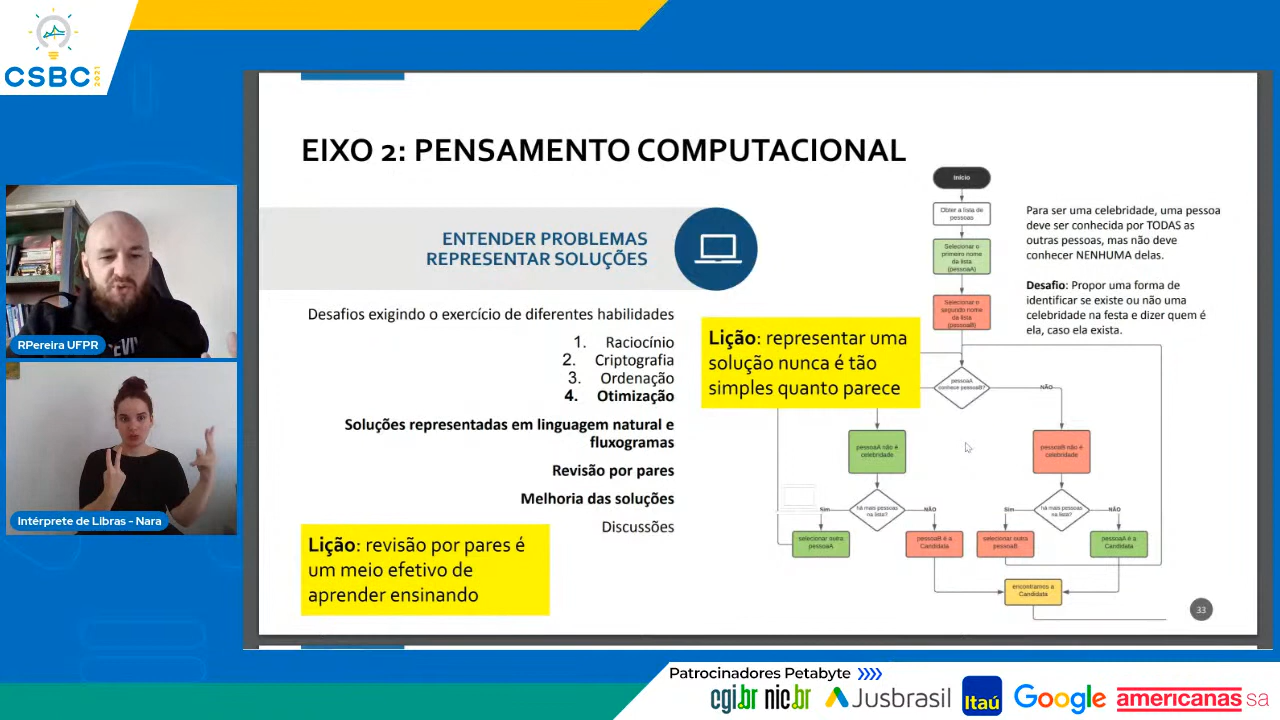 CSBC 2021
EIXO 2: PENSAMENTO COMPUTACIONAL
ENTENDER PROBLEMAS
REPRESENTAR SOLUÇÕES
Desafios exigindo o exercício de diferentes habilidades
1. Raciocínio
2. Criptografia
3. Ordenação
4. Otimização
Soluções representadas em linguagem natural e
fluxogramas
Revisão por pares
Melhoria das soluções
Discussões
Lição: revisão por pares é
um meio efetivo de
aprender ensinando
Lição: representar uma
solução nunca é tão
simples quanto parece
Início
Obter a lista de
pessoas
Selecionar o
primeiro nome
da lista
(pessoaA)
Selecionar o
segundo nome
da lista
(pessoaB)
pessoaA
conhece pessoaB?
NÃO
pessoaA não é
celebridade
pessoaB não é
celebridade
há mais pessoas
na lista?
Sim
NÃO
há mais pessoas
na lista?
Sim
NÃO
selecionar outra
pessoaA
pessoaB é a
Candidata
selecionar outra
pessoaB
pessoaA é a
Candidata
encontramos a
Candidata
Para ser uma celebridade, uma pessoa
deve ser conhecida por TODAS as
outras pessoas, mas não deve
conhecer NENHUMA delas.
Desafio: Propor uma forma de
identificar se existe ou não uma
celebridade na festa e dizer quem é
ela, caso ela exista.
33
RPereira UFPR
Intérprete de Libras - Nara
Patrocinadores Petabyte
cgi.br nic.br Jusbrasil Itaú Google americanas sa